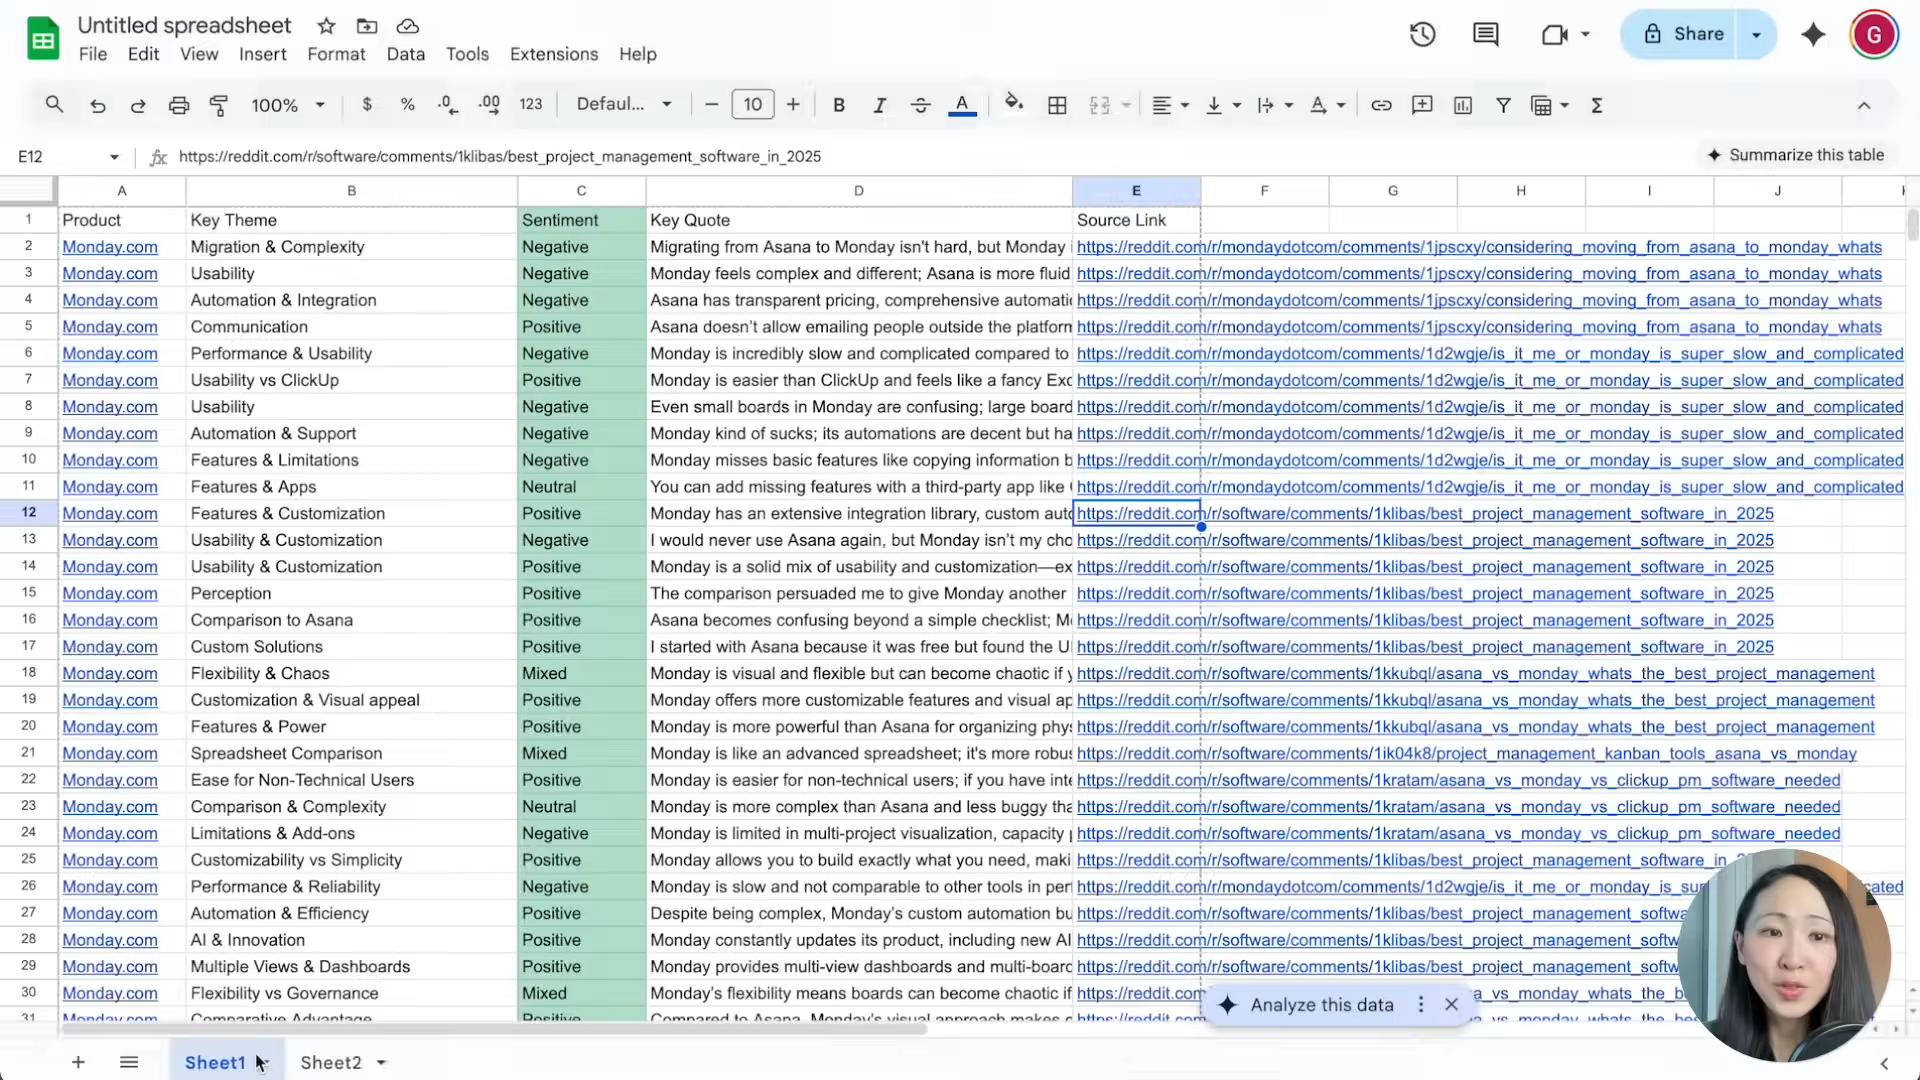 Untitled spreadsheet
File Edit View Insert Format Data Tools Extensions Help
Share
G
100% $ % .0 .00 123 Defaul... 10 B I A
E12 fx https://reddit.com/r/software/comments/1klibas/best_project_management_software_in_2025 Summarize this table
A B C D E F G H I J
1 Product Key Theme Sentiment Key Quote Source Link
2 Monday.com Migration & Complexity Negative Migrating from Asana to Monday isn't hard, but Monday https://reddit.com/r/mondaydotcom/comments/1jpscxy/considering_moving_from_asana_to_monday_whats
3 Monday.com Usability Negative Monday feels complex and different; Asana is more fluid https://reddit.com/r/mondaydotcom/comments/1jpscxy/considering_moving_from_asana_to_monday_whats
4 Monday.com Automation & Integration Negative Asana has transparent pricing, comprehensive automati https://reddit.com/r/mondaydotcom/comments/1jpscxy/considering_moving_from_asana_to_monday_whats
5 Monday.com Communication Positive Asana doesn't allow emailing people outside the platform https://reddit.com/r/mondaydotcom/comments/1jpscxy/considering_moving_from_asana_to_monday_whats
6 Monday.com Performance & Usability Negative Monday is incredibly slow and complicated compared to https://reddit.com/r/mondaydotcom/comments/1d2wgje/is_it_me_or_monday_is_super_slow_and_complicated
7 Monday.com Usability vs ClickUp Positive Monday is easier than ClickUp and feels like a fancy Exc https://reddit.com/r/mondaydotcom/comments/1d2wgje/is_it_me_or_monday_is_super_slow_and_complicated
8 Monday.com Usability Negative Even small boards in Monday are confusing; large board https://reddit.com/r/mondaydotcom/comments/1d2wgje/is_it_me_or_monday_is_super_slow_and_complicated
9 Monday.com Automation & Support Negative Monday kind of sucks; its automations are decent but ha https://reddit.com/r/mondaydotcom/comments/1d2wgje/is_it_me_or_monday_is_super_slow_and_complicated
10 Monday.com Features & Limitations Negative Monday misses basic features like copying information b https://reddit.com/r/mondaydotcom/comments/1d2wgje/is_it_me_or_monday_is_super_slow_and_complicated
11 Monday.com Features & Apps Neutral You can add missing features with a third-party app like https://reddit.com/r/mondaydotcom/comments/1d2wgje/is_it_me_or_monday_is_super_slow_and_complicated
12 Monday.com Features & Customization Positive Monday has an extensive integration library, custom auto https://reddit.com/r/software/comments/1klibas/best_project_management_software_in_2025
13 Monday.com Usability & Customization Negative I would never use Asana again, but Monday isn't my cho https://reddit.com/r/software/comments/1klibas/best_project_management_software_in_2025
14 Monday.com Usability & Customization Positive Monday is a solid mix of usability and customization—ex https://reddit.com/r/software/comments/1klibas/best_project_management_software_in_2025
15 Monday.com Perception Positive The comparison persuaded me to give Monday another https://reddit.com/r/software/comments/1klibas/best_project_management_software_in_2025
16 Monday.com Comparison to Asana Positive Asana becomes confusing beyond a simple checklist; Mo https://reddit.com/r/software/comments/1klibas/best_project_management_software_in_2025
17 Monday.com Custom Solutions Positive I started with Asana because it was free but found the U https://reddit.com/r/software/comments/1klibas/best_project_management_software_in_2025
18 Monday.com Flexibility & Chaos Mixed Monday is visual and flexible but can become chaotic if y https://reddit.com/r/software/comments/1kkubql/asana_vs_monday_whats_the_best_project_management
19 Monday.com Customization & Visual appeal Positive Monday offers more customizable features and visual ap https://reddit.com/r/software/comments/1kkubql/asana_vs_monday_whats_the_best_project_management
20 Monday.com Features & Power Positive Monday is more powerful than Asana for organizing phys https://reddit.com/r/software/comments/1kkubql/asana_vs_monday_whats_the_best_project_management
21 Monday.com Spreadsheet Comparison Mixed Monday is like an advanced spreadsheet; it's more robus https://reddit.com/r/software/comments/1ik04k8/project_management_kanban_tools_asana_vs_monday
22 Monday.com Ease for Non-Technical Users Positive Monday is easier for non-technical users; if you have inte https://reddit.com/r/software/comments/1kratam/asana_vs_monday_vs_clickup_pm_software_needed
23 Monday.com Comparison & Complexity Neutral Monday is more complex than Asana and less buggy tha https://reddit.com/r/software/comments/1kratam/asana_vs_monday_vs_clickup_pm_software_needed
24 Monday.com Limitations & Add-ons Negative Monday is limited in multi-project visualization, capacity p https://reddit.com/r/software/comments/1kratam/asana_vs_monday_vs_clickup_pm_software_needed
25 Monday.com Customizability vs Simplicity Positive Monday allows you to build exactly what you need, maki https://reddit.com/r/software/comments/1klibas/best_project_management_software_in_2
26 Monday.com Performance & Reliability Negative Monday is slow and not comparable to other tools in per https://reddit.com/r/mondaydotcom/comments/1d2wgje/is_it_me_or_monday_is_su cated
27 Monday.com Automation & Efficiency Positive Despite being complex, Monday's custom automation bu https://reddit.com/r/software/comments/1klibas/best_project_management_softwa
28 Monday.com AI & Innovation Positive Monday constantly updates its product, including new AI https://reddit.com/r/software/comments/1klibas/best_project_management_softw
29 Monday.com Multiple Views & Dashboards Positive Monday provides multi-view dashboards and multi-board https://reddit.com/r/software/comments/1klibas/best_project_management_softw
30 Monday.com Flexibility vs Governance Mixed Monday's flexibility means boards can become chaotic if https://reddit.com a_vs_monday_whats_the_b
31 Monday.com Comparative Advantage Positive Compared to Asana, Monday's visual approach makes https://reddit.com
Analyze this data
Sheet1 Sheet2